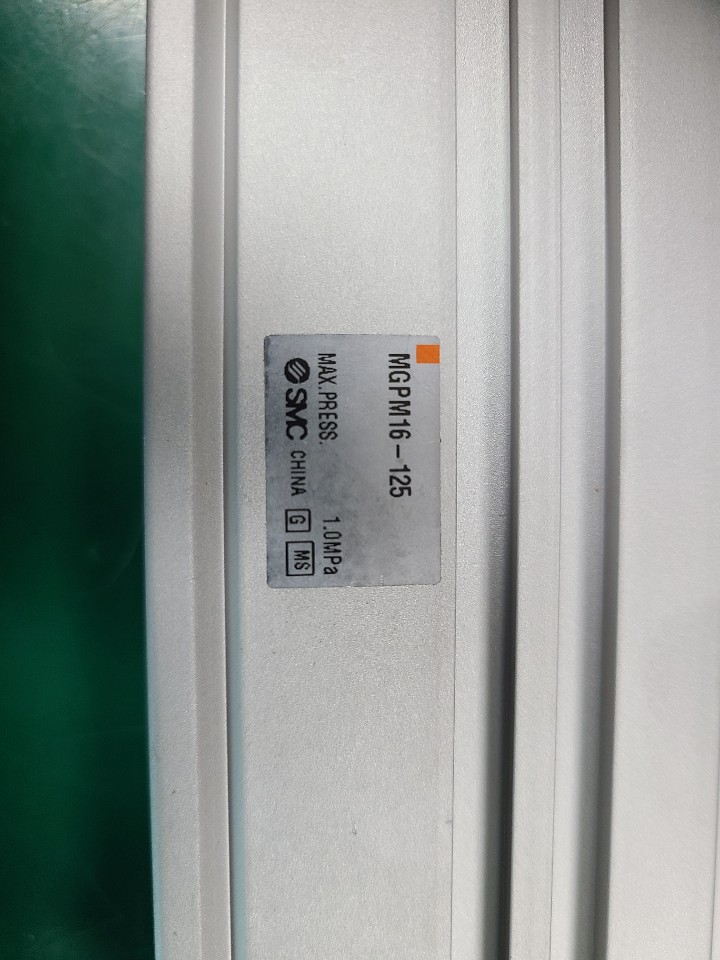 MGPM16-125
MAX.PRESS. 1.0MPa
SMC CHINA G MS